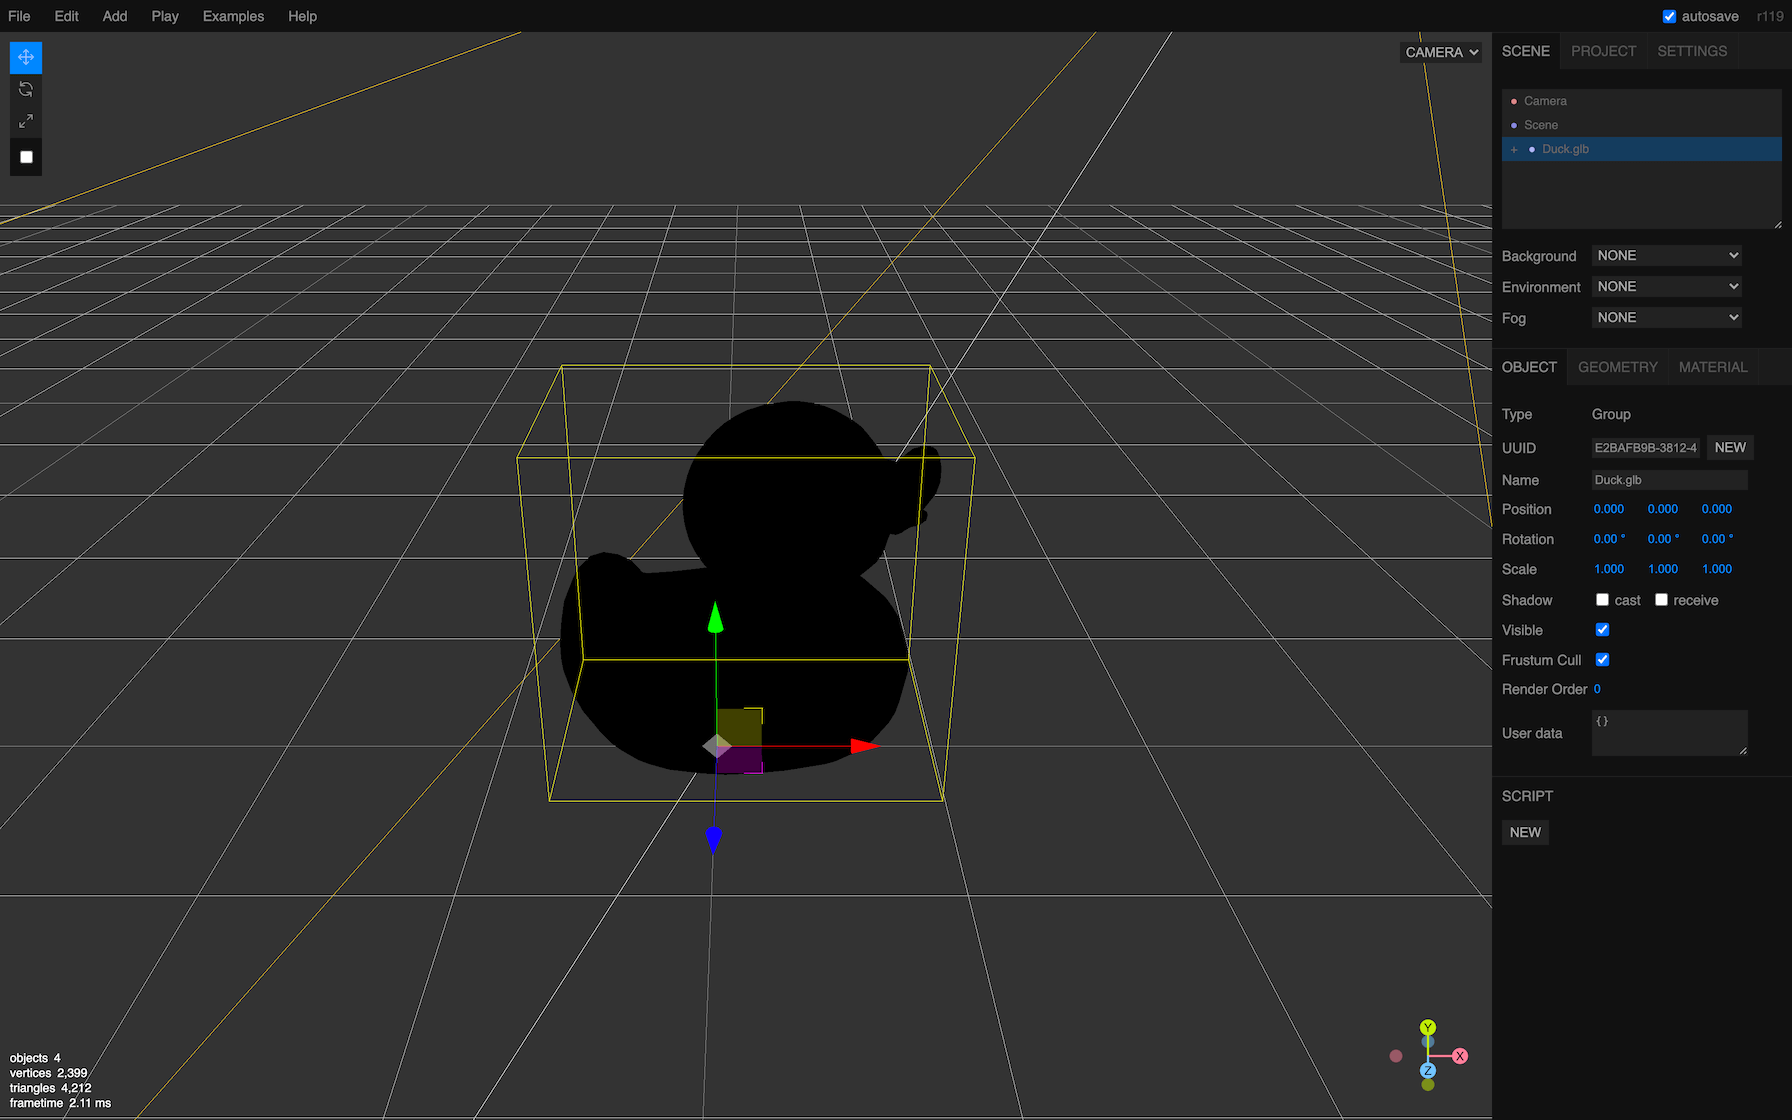 File Edit Add Play Examples Help autosave r119
CAMERA
SCENE PROJECT SETTINGS
Camera
Scene
+ Duck.glb
Background NONE
Environment NONE
Fog NONE
OBJECT GEOMETRY MATERIAL
Type Group
UUID E2BAFB9B-3812-4 NEW
Name Duck.glb
Position 0.000 0.000 0.000
Rotation 0.00 ° 0.00 ° 0.00 °
Scale 1.000 1.000 1.000
Shadow cast receive
Visible
Frustum Cull
Render Order 0
User data {}
SCRIPT
NEW
Y
X
Z
objects 4
vertices 2,399
triangles 4,212
frametime 2.11 ms